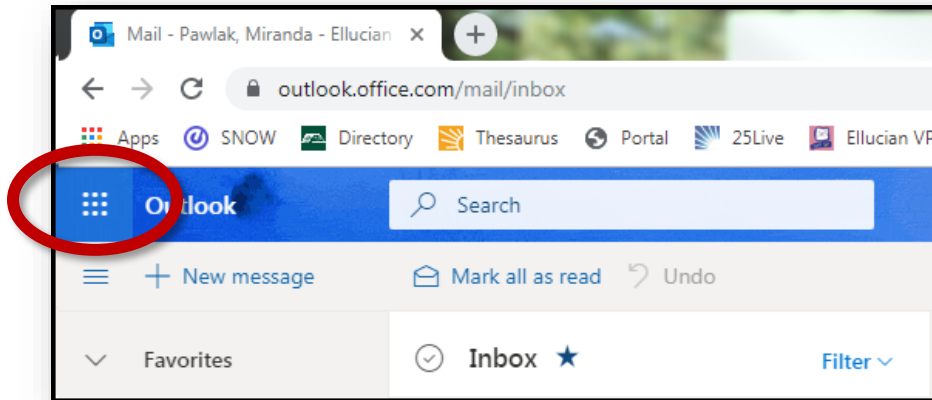 Mail - Pawlak, Miranda - Ellucian
outlook.office.com/mail/inbox
Apps SNOW Directory Thesaurus Portal 25Live Ellucian VP
Outlook Search
New message Mark all as read Undo
Favorites Inbox Filter